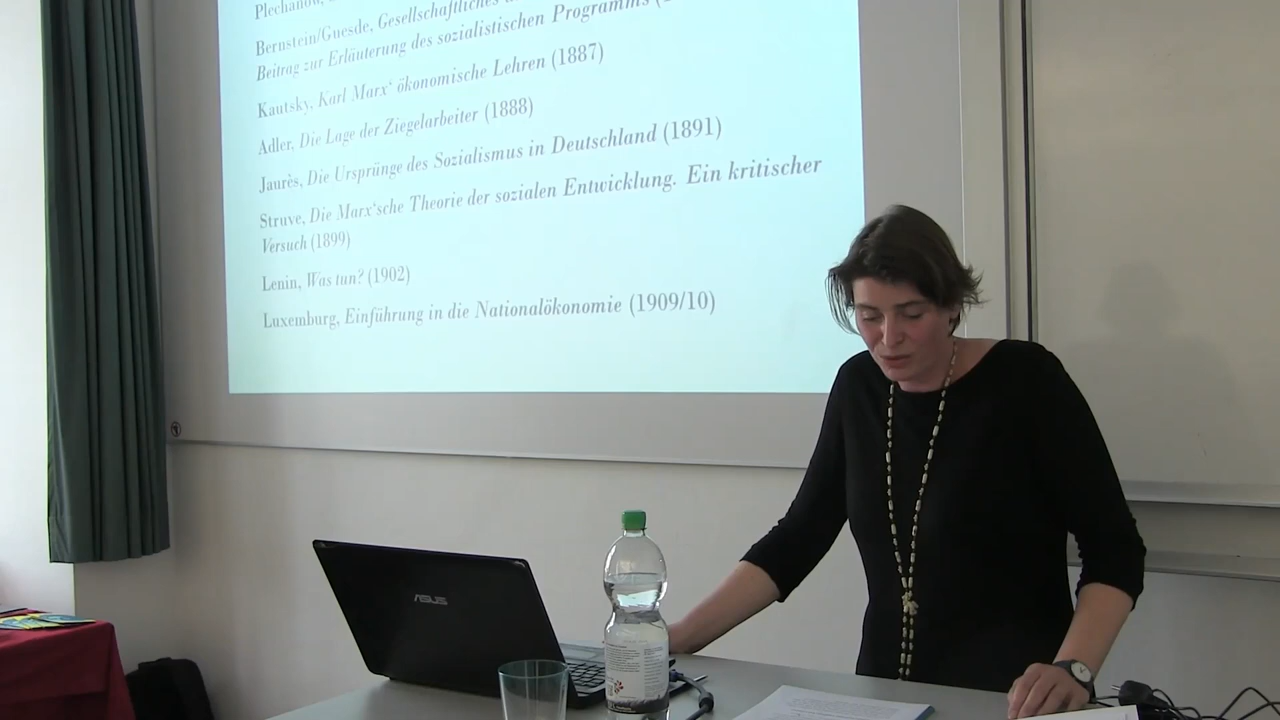 Plechanow,
Bernstein/Guesde, Gesellschaftliches
Beitrag zur Erläuterung des sozialistischen Programms
Kautsky, Karl Marx' ökonomische Lehren (1887)
Adler, Die Lage der Ziegelarbeiter (1888)
Jaurès, Die Ursprünge des Sozialismus in Deutschland (1891)
Struve, Die Marx'sche Theorie der sozialen Entwicklung. Ein kritischer
Versuch (1899)
Lenin, Was tun? (1902)
Luxemburg, Einführung in die Nationalökonomie (1909/10)
ASUS